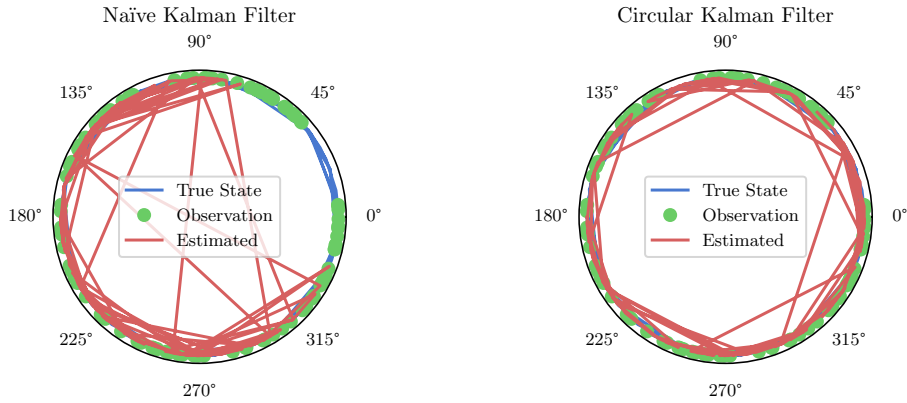 Naïve Kalman Filter
90°
135°
45°
180°
0°
225°
315°
270°
True State
Observation
Estimated
Circular Kalman Filter
90°
135°
45°
180°
0°
225°
315°
270°
True State
Observation
Estimated